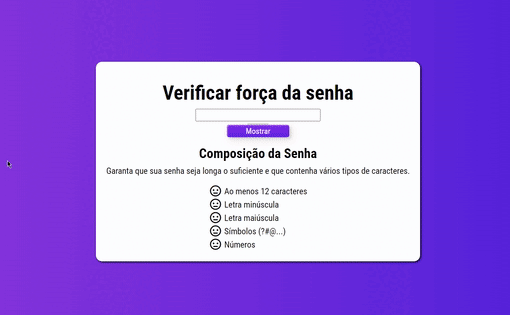 Verificar força da senha
Mostrar
Composição da Senha
Garanta que sua senha seja longa o suficiente e que contenha vários tipos de caracteres.
Ao menos 12 caracteres
Letra minúscula
Letra maiúscula
Símbolos (?#@...)
Números